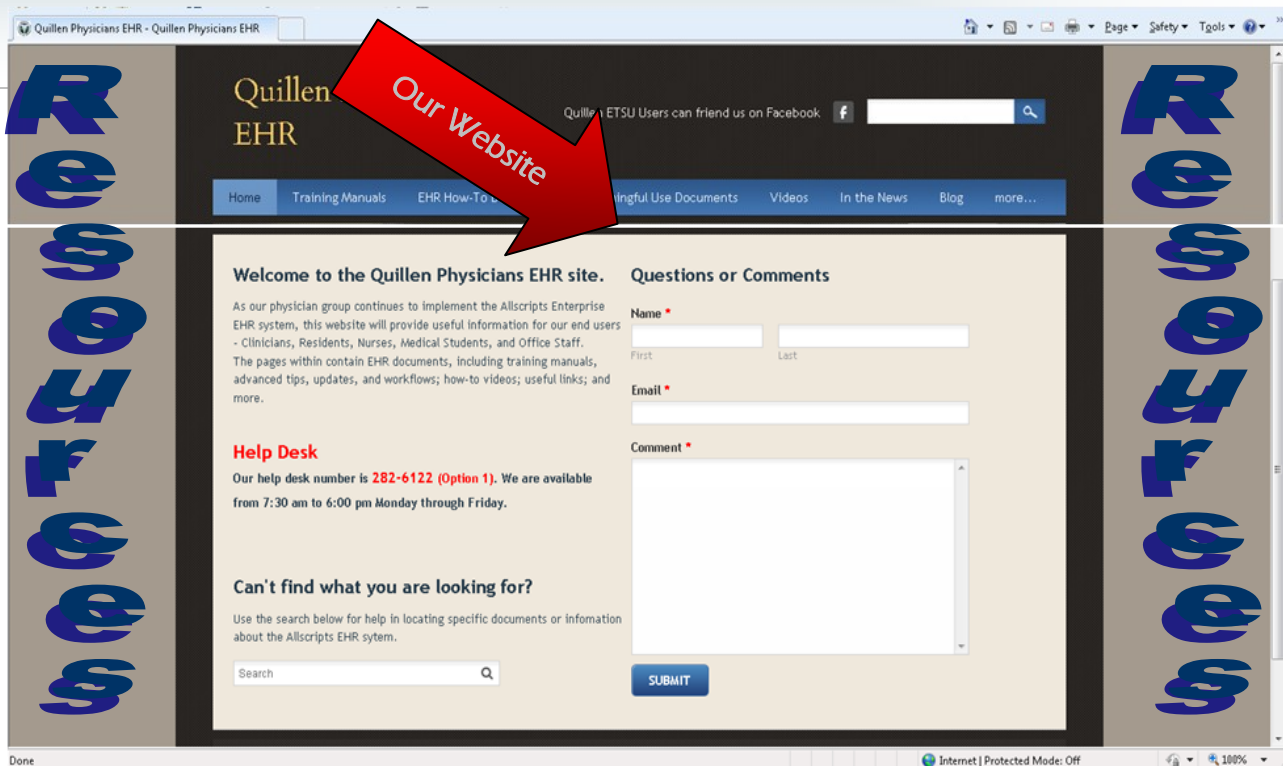 Quillen Physicians EHR - Quillen Physicians EHR
Page Safety Tools
Resources
Quillen
EHR
Our Website
Quillen ETSU Users can friend us on Facebook
Resources
Home Training Manuals EHR How-To Use Documents Videos In the News Blog more...
Welcome to the Quillen Physicians EHR site.
As our physician group continues to implement the Allscripts Enterprise
EHR system, this website will provide useful information for our end users
- Clinicians, Residents, Nurses, Medical Students, and Office Staff.
The pages within contain EHR documents, including training manuals,
advanced tips, updates, and workflows; how-to videos; useful links; and
more.
Help Desk
Our help desk number is 282-6122 (Option 1). We are available
from 7:30 am to 6:00 pm Monday through Friday.
Can't find what you are looking for?
Use the search below for help in locating specific documents or infomation
about the Allscripts EHR sytem.
Search
Questions or Comments
Name *
First Last
Email *
Comment *
SUBMIT
Done
Internet | Protected Mode: Off
100%